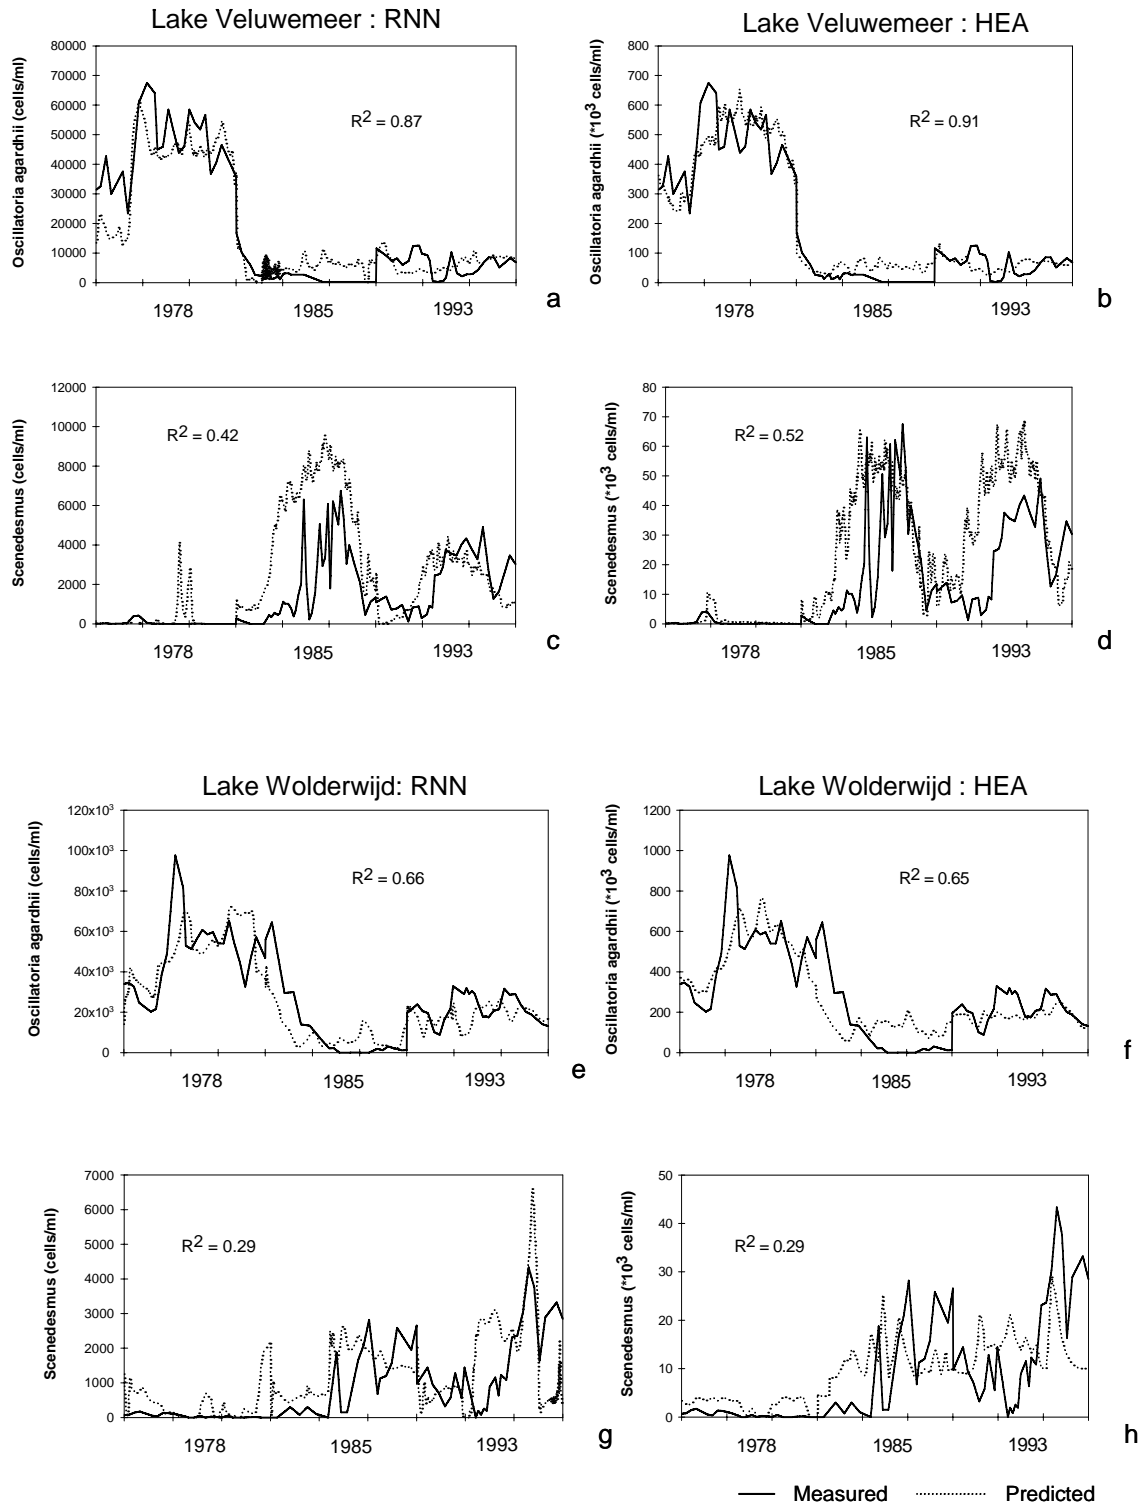 Lake Veluwemeer : RNN
Oscillatoria agardhii (cells/ml)
80000
70000
60000
50000
40000
30000
20000
10000
0
R2 = 0.87
1978
1985
1993
a
Lake Veluwemeer : HEA
Oscillatoria agardhii (*10³ cells/ml)
800
700
600
500
400
300
200
100
0
R2 = 0.91
1978
1985
1993
b
Scenedesmus (cells/ml)
12000
10000
8000
6000
4000
2000
0
R2 = 0.42
1978
1985
1993
c
Scenedesmus (*10³ cells/ml)
80
70
60
50
40
30
20
10
0
R2 = 0.52
1978
1985
1993
d
Lake Wolderwijd: RNN
Oscillatoria agardhii (cells/ml)
120x10³
100x10³
80x10³
60x10³
40x10³
20x10³
0
R2 = 0.66
1978
1985
1993
e
Lake Wolderwijd : HEA
Oscillatoria agardhii (*10³ cells/ml)
1200
1000
800
600
400
200
0
R2 = 0.65
1978
1985
1993
f
Scenedesmus (cells/ml)
7000
6000
5000
4000
3000
2000
1000
0
R2 = 0.29
1978
1985
1993
g
Scenedesmus (*10³ cells/ml)
50
40
30
20
10
0
R2 = 0.29
1978
1985
1993
h
Measured
Predicted